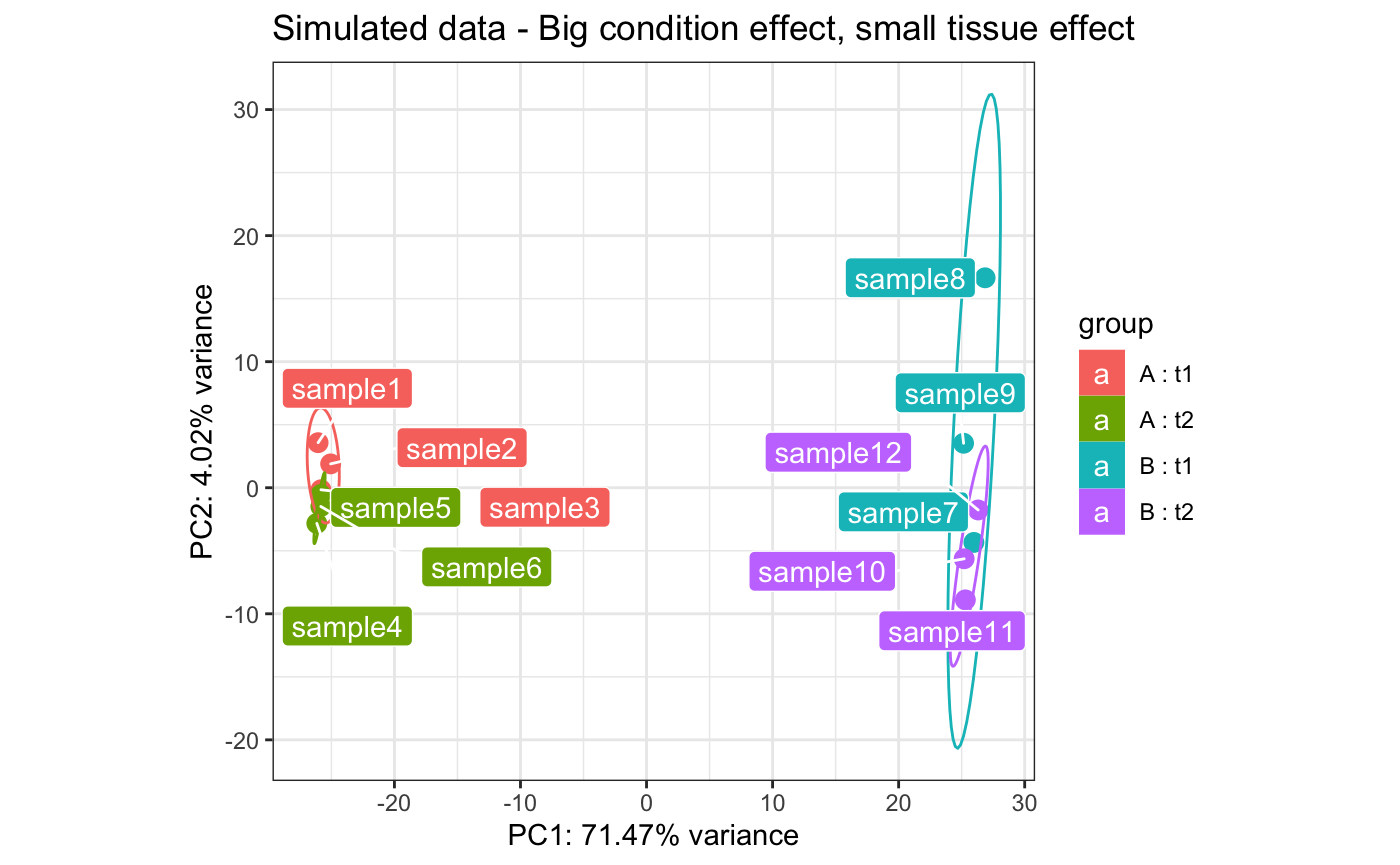 Simulated data - Big condition effect, small tissue effect
PC2: 4.02% variance
30
20
10
0
-10
-20
sample8
sample1
sample9
sample2
sample12
sample5
sample3
sample7
sample6
sample10
sample4
sample11
-20
-10
0
10
20
30
PC1: 71.47% variance
group
a A : t1
a A : t2
a B : t1
a B : t2